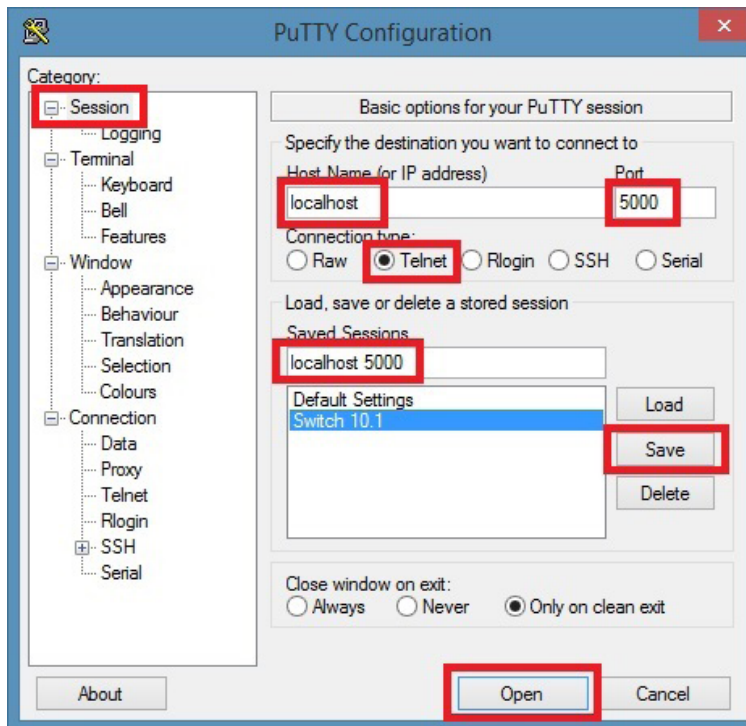 PuTTY Configuration
Category:
Session
Logging
Terminal
Keyboard
Bell
Features
Window
Appearance
Behaviour
Translation
Selection
Colours
Connection
Data
Proxy
Telnet
Rlogin
SSH
Serial
Basic options for your PuTTY session
Specify the destination you want to connect to
Host Name (or IP address) Port
localhost 5000
Connection type:
Raw Telnet Rlogin SSH Serial
Load, save or delete a stored session
Saved Sessions
localhost 5000
Default Settings
Switch 10.1
Load
Save
Delete
Close window on exit:
Always Never Only on clean exit
About Open Cancel